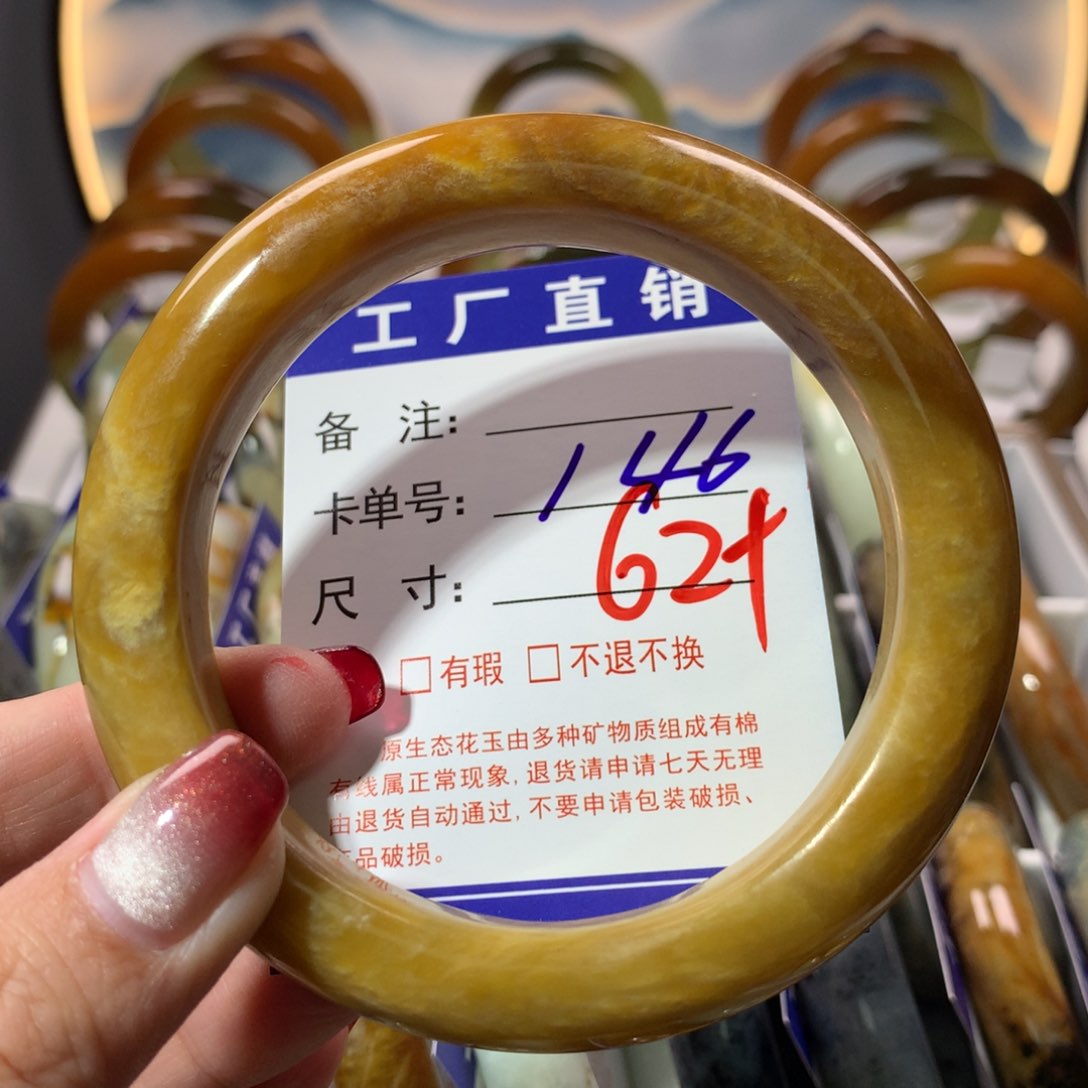 工厂直销
备 注:
卡单号: 146
尺 寸: 62+
□有瑕 □不退不换
原生态花玉由多种矿物质组成有棉
有线属正常现象,退货请申请七天无理
由退货自动通过,不要申请包装破损、
产品破损。